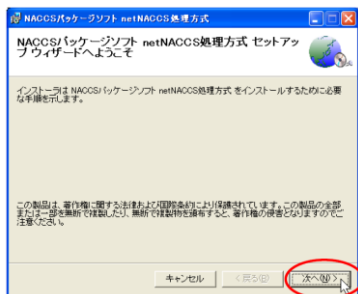 NACCSパッケージソフト netNACCS処理方式
NACCSパッケージソフト netNACCS処理方式 セットアッ
プ ウィザードへようこそ
インストーラは NACCSパッケージソフト netNACCS処理方式 をインストールするために必要
な手順を示します。
この製品は、著作権に関する法律および国際条約により保護されています。この製品の全部
または一部を無断で複製したり、無断で複製物を頒布すると、著作権の侵害となりますのでご
注意ください。
キャンセル
< 戻る(B)
次へ(N) >